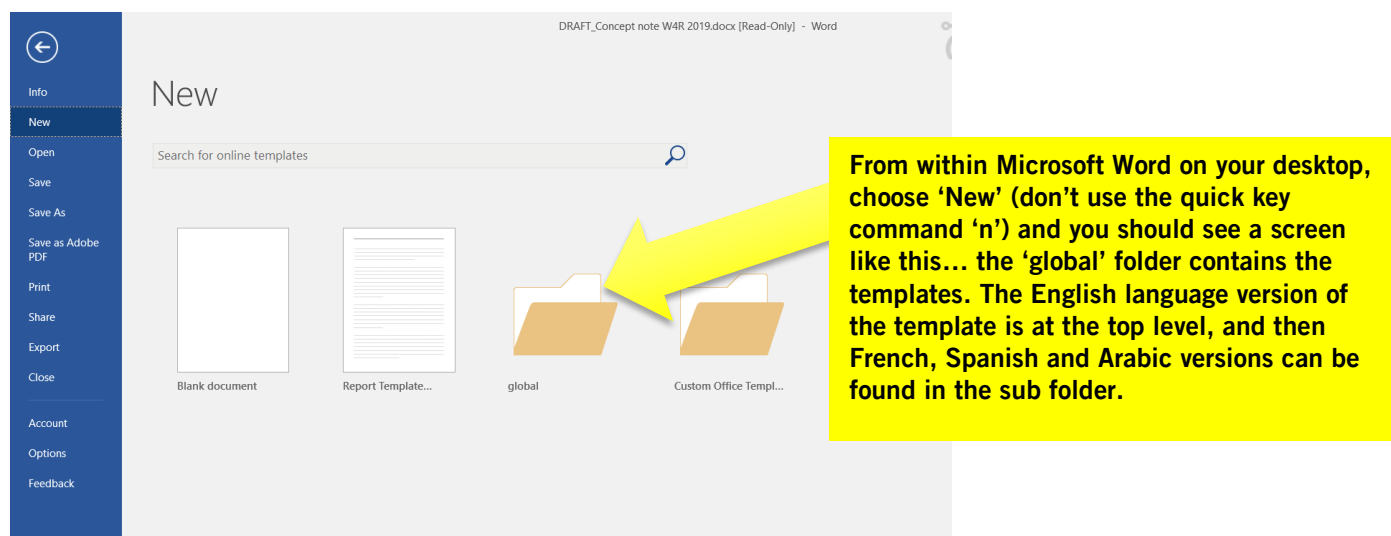 DRAFT_Concept note W4R 2019.docx [Read-Only] - Word
Info
New
Open
Save
Save As
Save as Adobe
PDF
Print
Share
Export
Close
Account
Options
Feedback
New
Search for online templates
Blank document
Report Template...
global
Custom Office Templ...
From within Microsoft Word on your desktop,
choose ‘New’ (don’t use the quick key
command ‘n’) and you should see a screen
like this… the ‘global’ folder contains the
templates. The English language version of
the template is at the top level, and then
French, Spanish and Arabic versions can be
found in the sub folder.